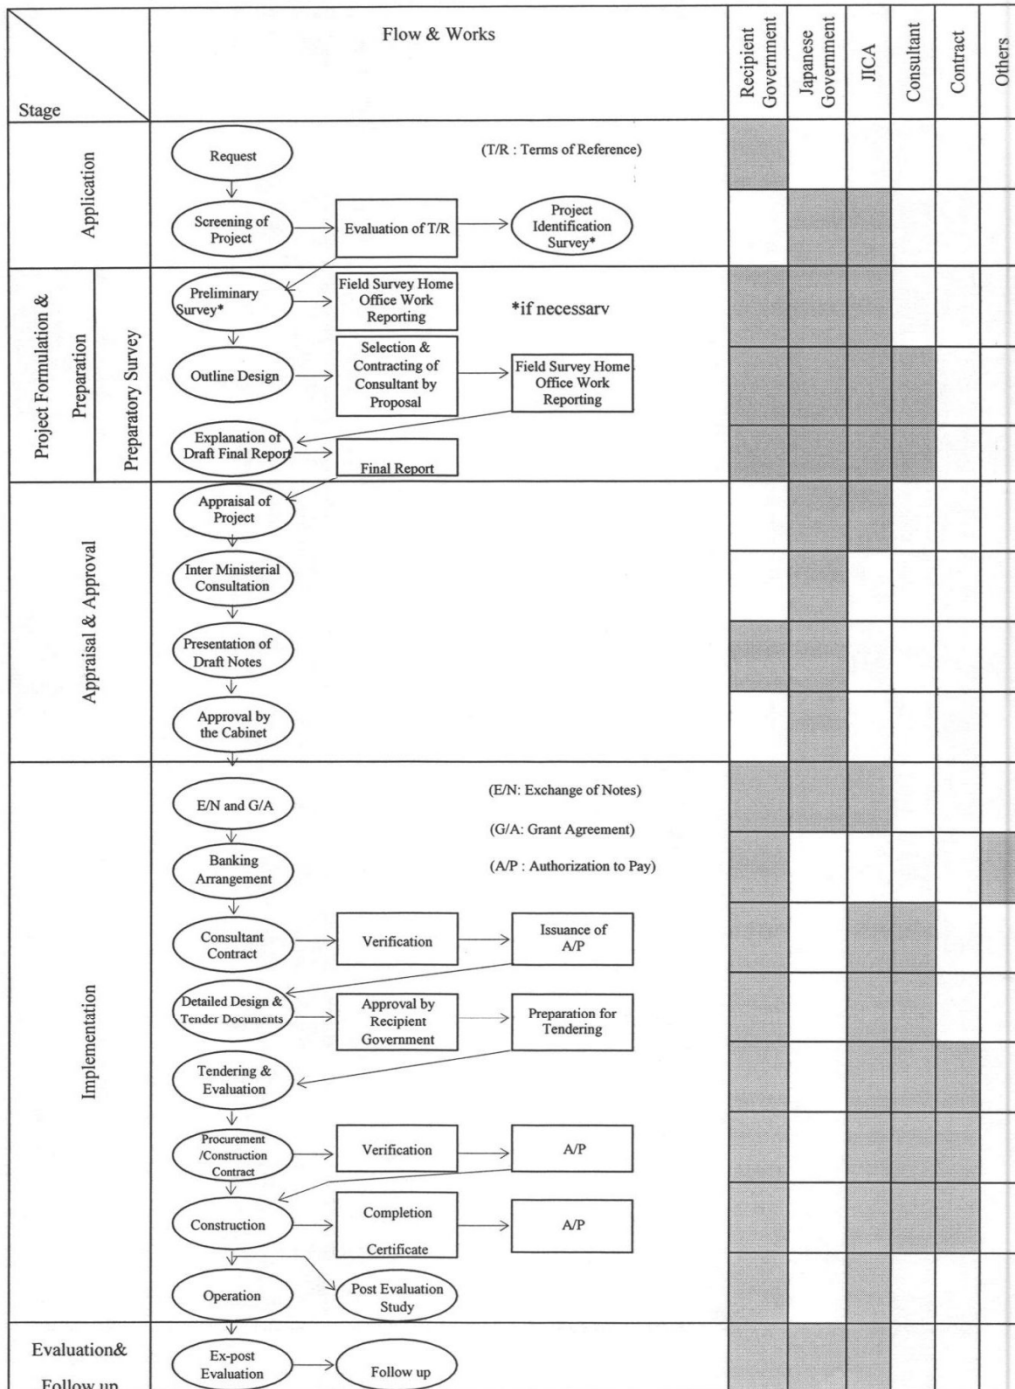 Flow & Works
Stage
Recipient
Government
Japanese
Government
JICA
Consultant
Contract
Others
Application
Request
(T/R : Terms of Reference)
Screening of
Project
Evaluation of T/R
Project
Identification
Survey*
Project Formulation &
Preparation
Preparatory Survey
Preliminary
Survey*
Field Survey Home
Office Work
Reporting
*if necessary
Outline Design
Selection &
Contracting of
Consultant by
Proposal
Field Survey Home
Office Work
Reporting
Explanation of
Draft Final Report
Final Report
Appraisal & Approval
Appraisal of
Project
Inter Ministerial
Consultation
Presentation of
Draft Notes
Approval by
the Cabinet
Implementation
E/N and G/A
(E/N: Exchange of Notes)
(G/A: Grant Agreement)
(A/P : Authorization to Pay)
Banking
Arrangement
Consultant
Contract
Verification
Issuance of
A/P
Detailed Design &
Tender Documents
Approval by
Recipient
Government
Preparation for
Tendering
Tendering &
Evaluation
Procurement
/Construction
Contract
Verification
A/P
Construction
Completion
Certificate
A/P
Operation
Post Evaluation
Study
Evaluation&
Follow up
Ex-post
Evaluation
Follow up